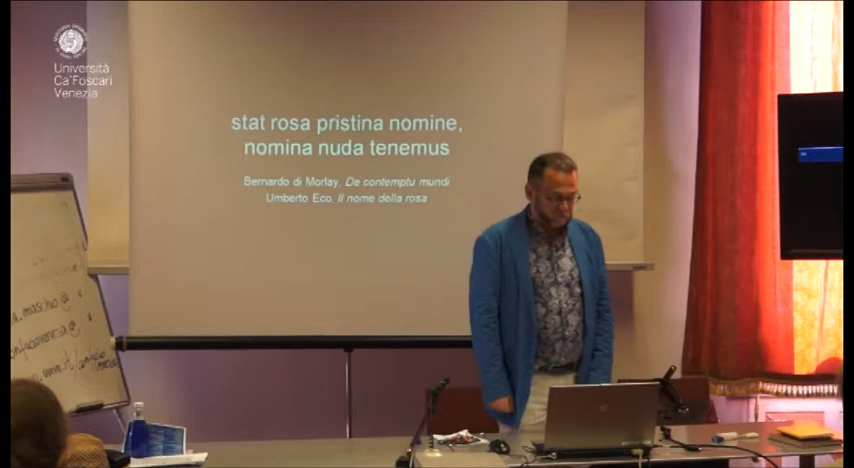 Università
Ca'Foscari
Venezia
stat rosa pristina nomine,
nomina nuda tenemus
Bernardo di Morlay, De contemptu mundi
Umberto Eco, Il nome della rosa